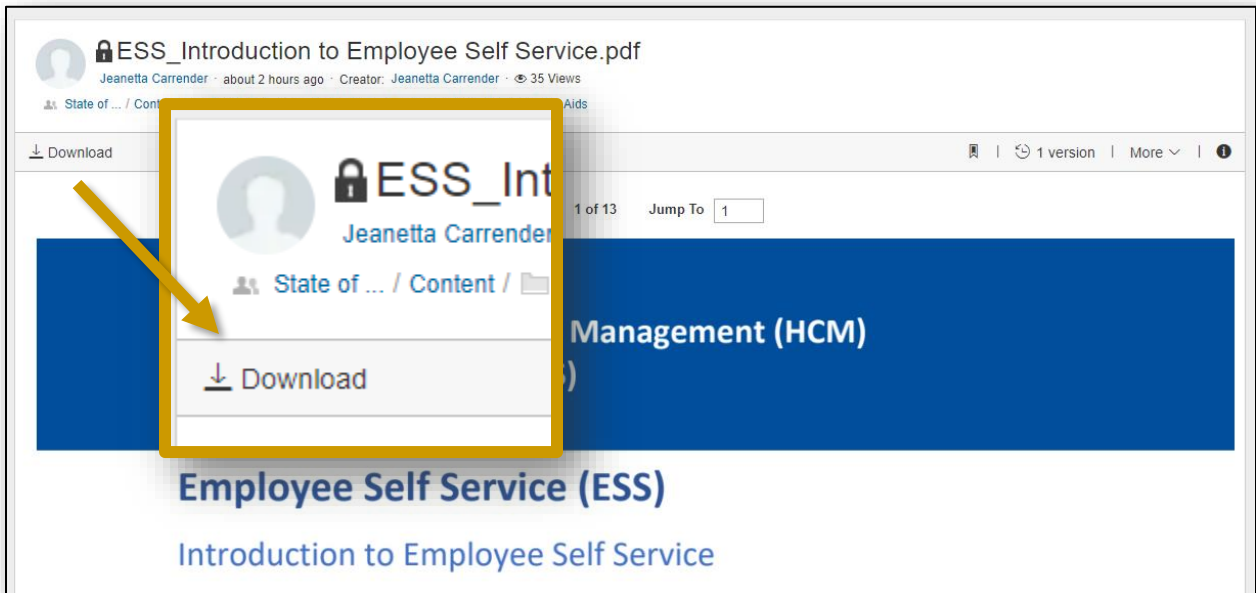 ESS_Introduction to Employee Self Service.pdf
Jeanetta Carrender · about 2 hours ago · Creator: Jeanetta Carrender · 35 Views
State of ... / Cont
Aids
Download
1 version | More | i
1 of 13 Jump To 1
ESS_Int
Jeanetta Carrender
State of ... / Content /
Download
Management (HCM)
)
Employee Self Service (ESS)
Introduction to Employee Self Service